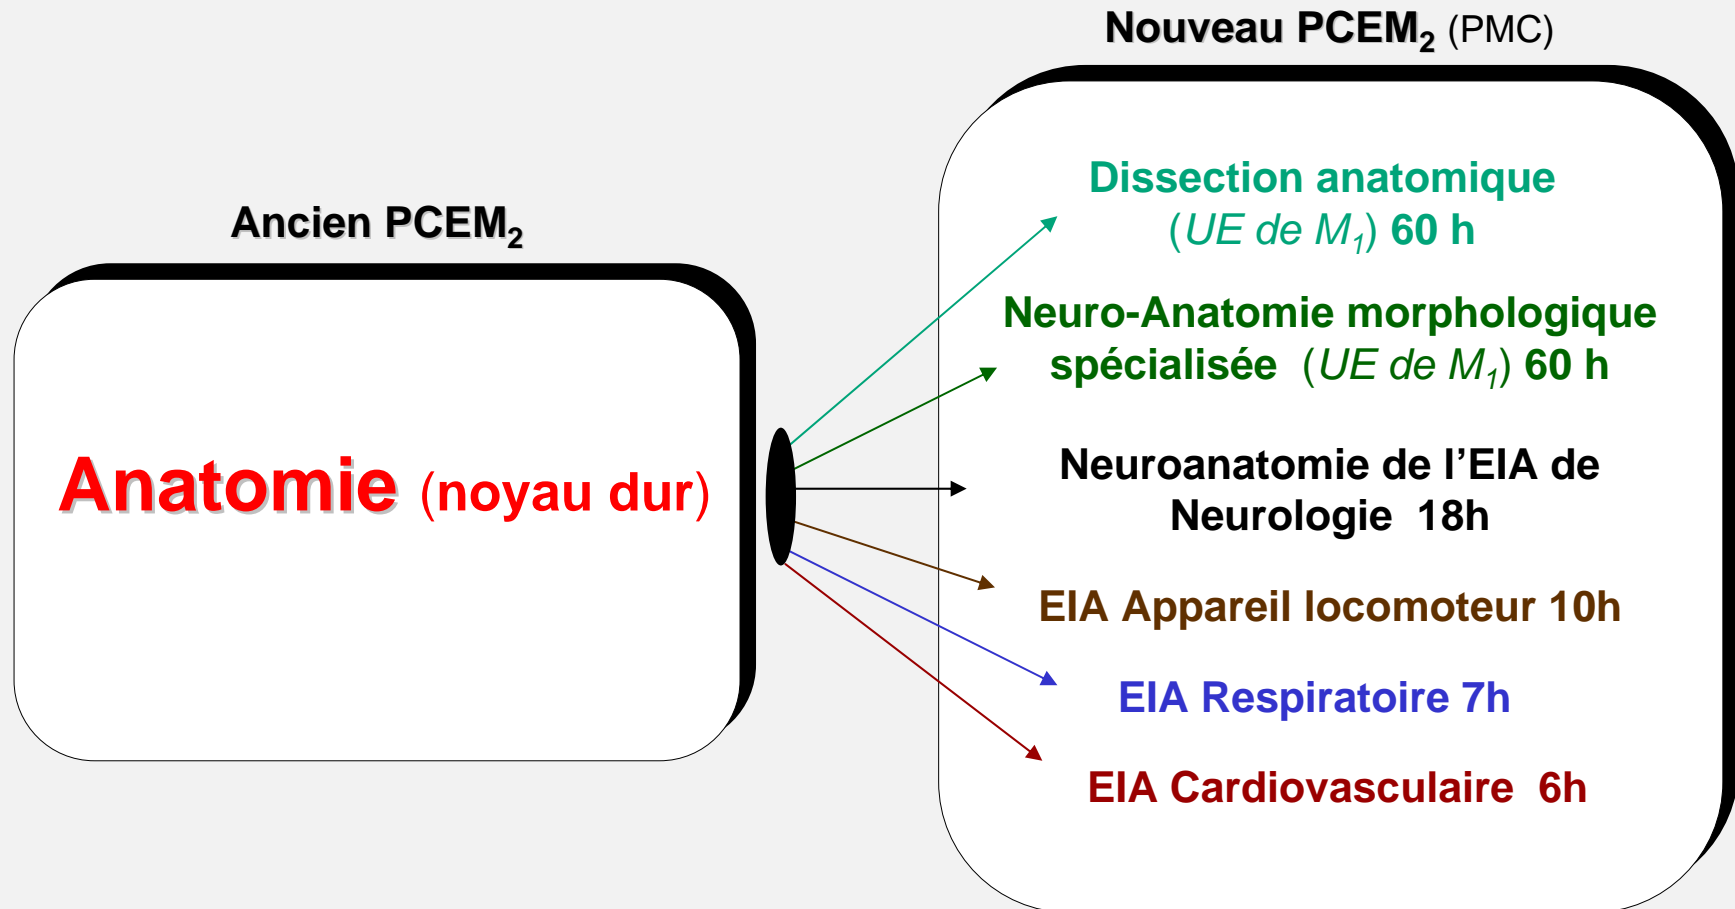 Ancien PCEM2
Anatomie (noyau dur)
Nouveau PCEM2 (PMC)
Dissection anatomique
(UE de M1) 60 h
Neuro-Anatomie morphologique
spécialisée (UE de M1) 60 h
Neuroanatomie de l’EIA de
Neurologie 18h
EIA Appareil locomoteur 10h
EIA Respiratoire 7h
EIA Cardiovasculaire 6h